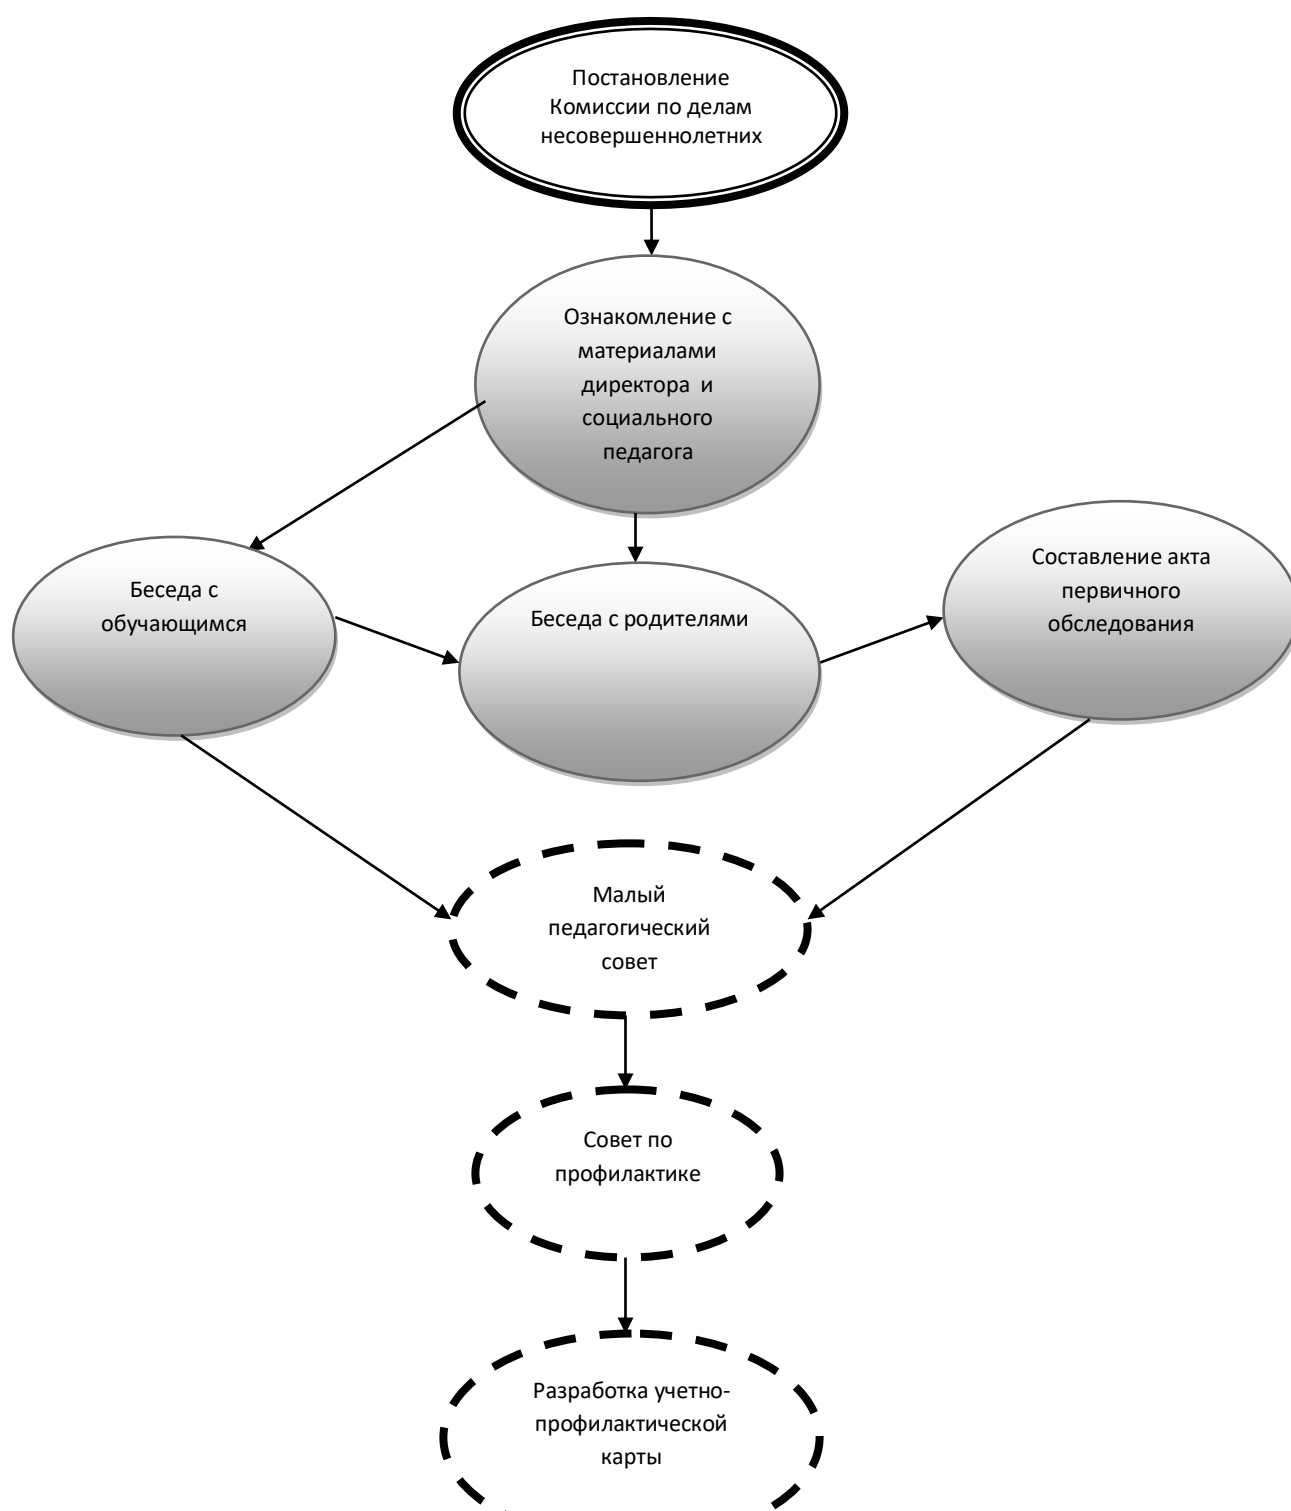 Постановление
Комиссии по делам
несовершеннолетних
Ознакомление с
материалами
директора и
социального
педагога
Беседа с
обучающимся
Беседа с родителями
Составление акта
первичного
обследования
Малый
педагогический
совет
Совет по
профилактике
Разработка учетно-
профилактической
карты